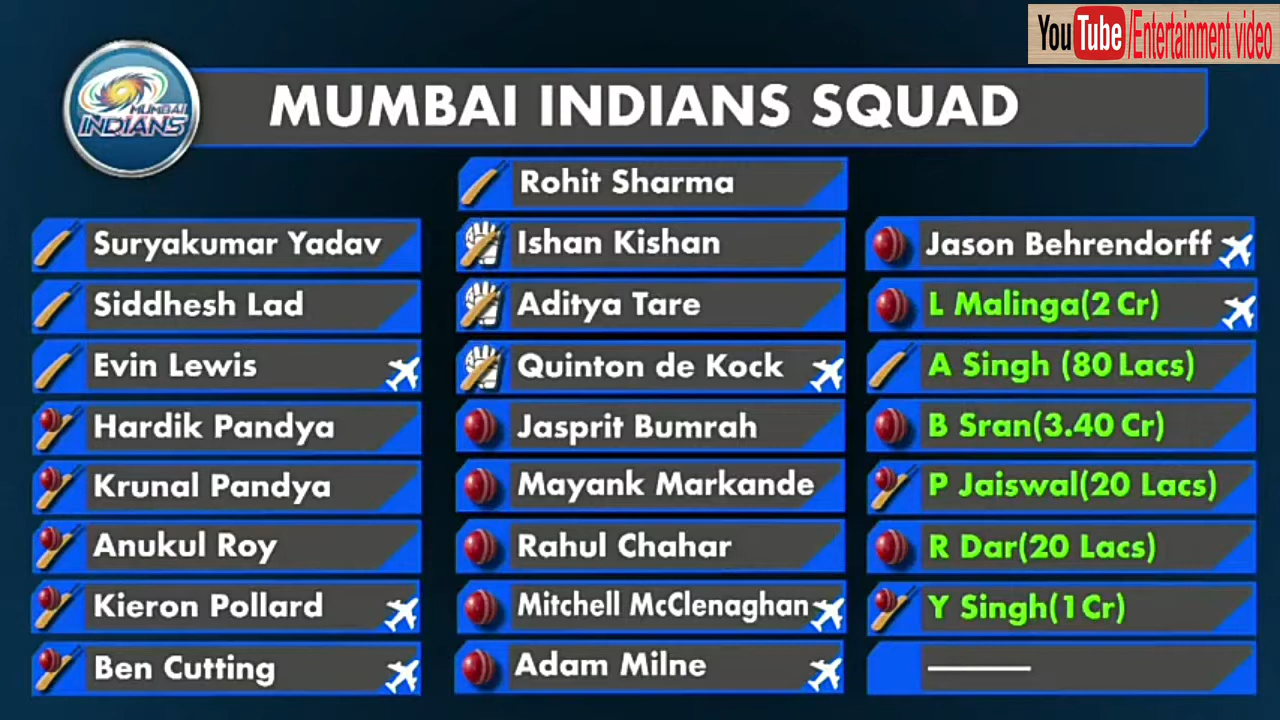 YouTube/Entertainment video
MUMBAI INDIANS
MUMBAI INDIANS SQUAD
Rohit Sharma
Suryakumar Yadav
Siddhesh Lad
Evin Lewis
Hardik Pandya
Krunal Pandya
Anukul Roy
Kieron Pollard
Ben Cutting
Ishan Kishan
Aditya Tare
Quinton de Kock
Jasprit Bumrah
Mayank Markande
Rahul Chahar
Mitchell McClenaghan
Adam Milne
Jason Behrendorff
L Malinga(2 Cr)
A Singh (80 Lacs)
B Sran(3.40 Cr)
P Jaiswal(20 Lacs)
R Dar(20 Lacs)
Y Singh(1 Cr)